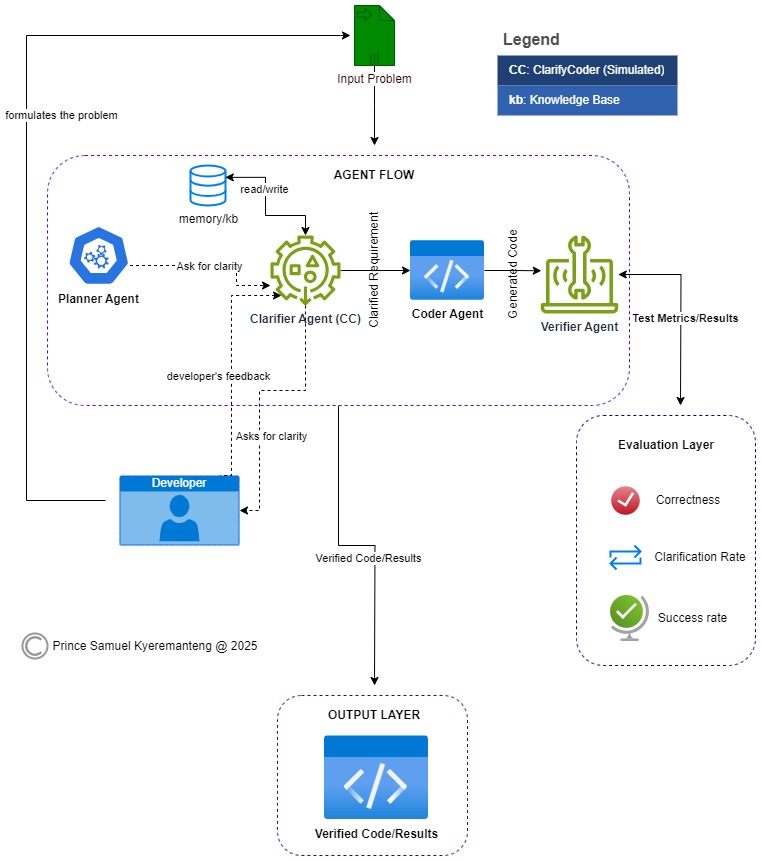 Legend
Input Problem
CC: ClarifyCoder (Simulated)
kb: Knowledge Base
formulates the problem
AGENT FLOW
read/write
memory/kb
Ask for clarity
Planner Agent
Clarifier Agent (CC)
Clarified Requirement
Coder Agent
Generated Code
Verifier Agent
Test Metrics/Results
developer's feedback
Asks for clarity
Developer
Evaluation Layer
Correctness
Clarification Rate
Success rate
Verified Code/Results
© Prince Samuel Kyeremanteng @ 2025
OUTPUT LAYER
Verified Code/Results